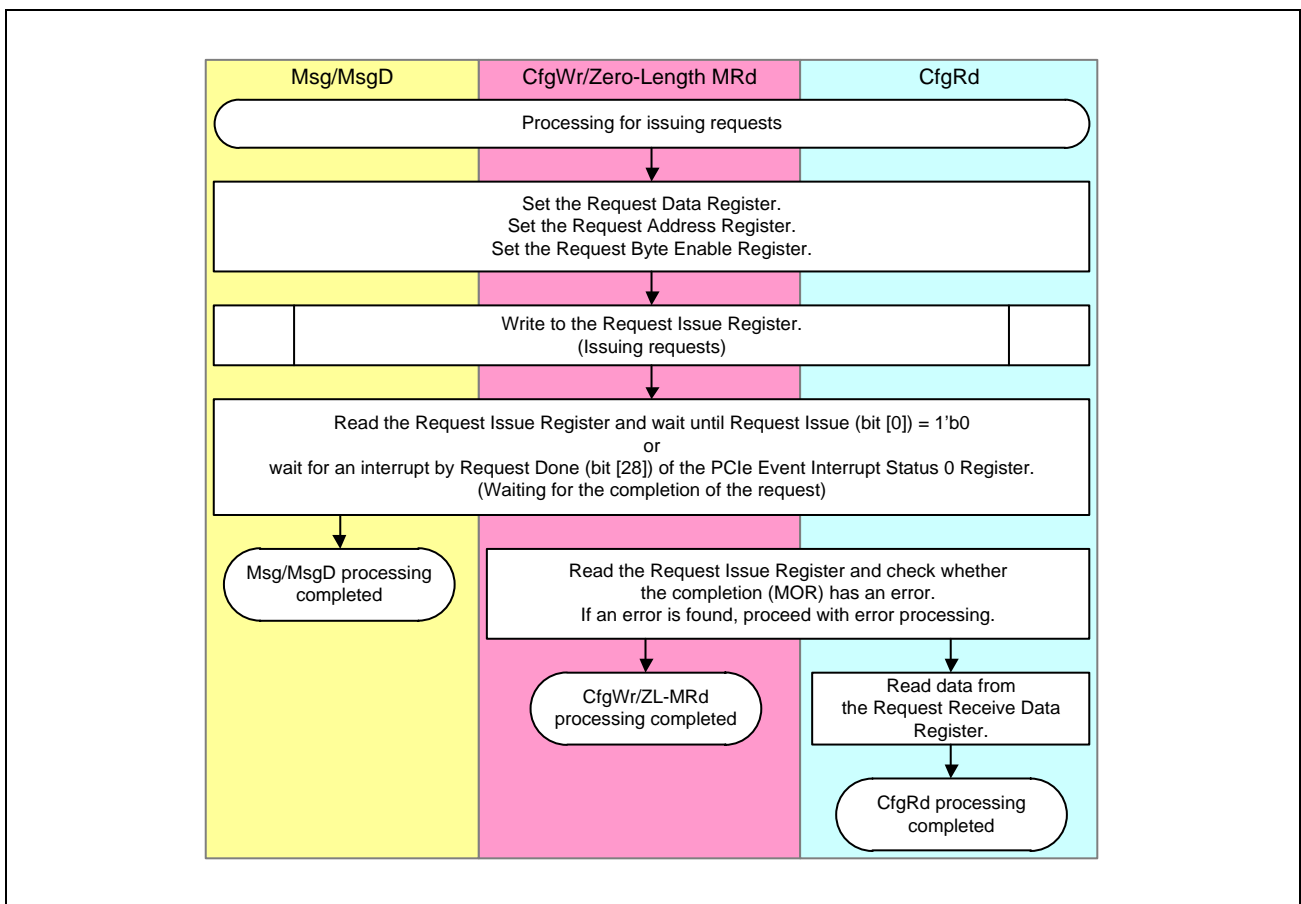 Msg/MsgD
CfgWr/Zero-Length MRd
CfgRd
Processing for issuing requests
Set the Request Data Register.
Set the Request Address Register.
Set the Request Byte Enable Register.
Write to the Request Issue Register.
(Issuing requests)
Read the Request Issue Register and wait until Request Issue (bit [0]) = 1’b0
or
wait for an interrupt by Request Done (bit [28]) of the PCIe Event Interrupt Status 0 Register.
(Waiting for the completion of the request)
Msg/MsgD processing
completed
Read the Request Issue Register and check whether
the completion (MOR) has an error.
If an error is found, proceed with error processing.
CfgWr/ZL-MRd
processing completed
Read data from
the Request Receive Data
Register.
CfgRd processing
completed